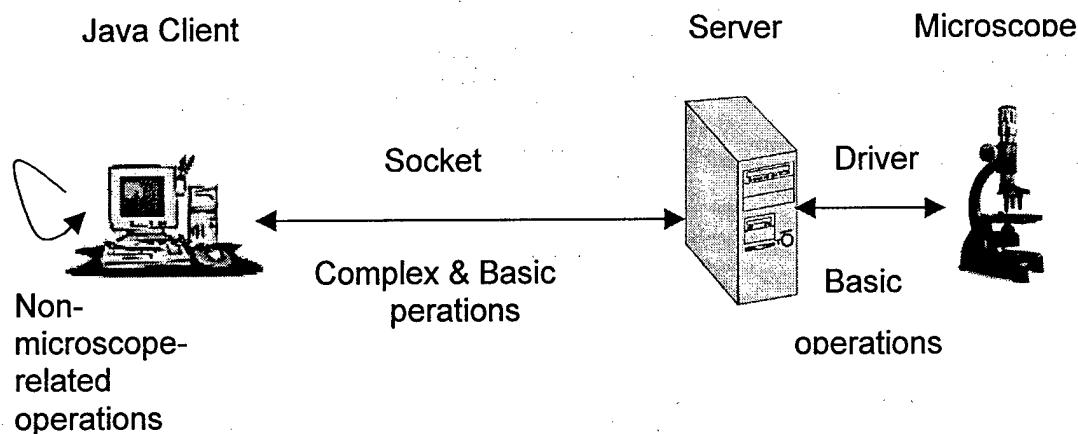 Java Client
Server
Microscope
Socket
Driver
Complex & Basic
perations
Basic
operations
Non-
microscope-
related
operations